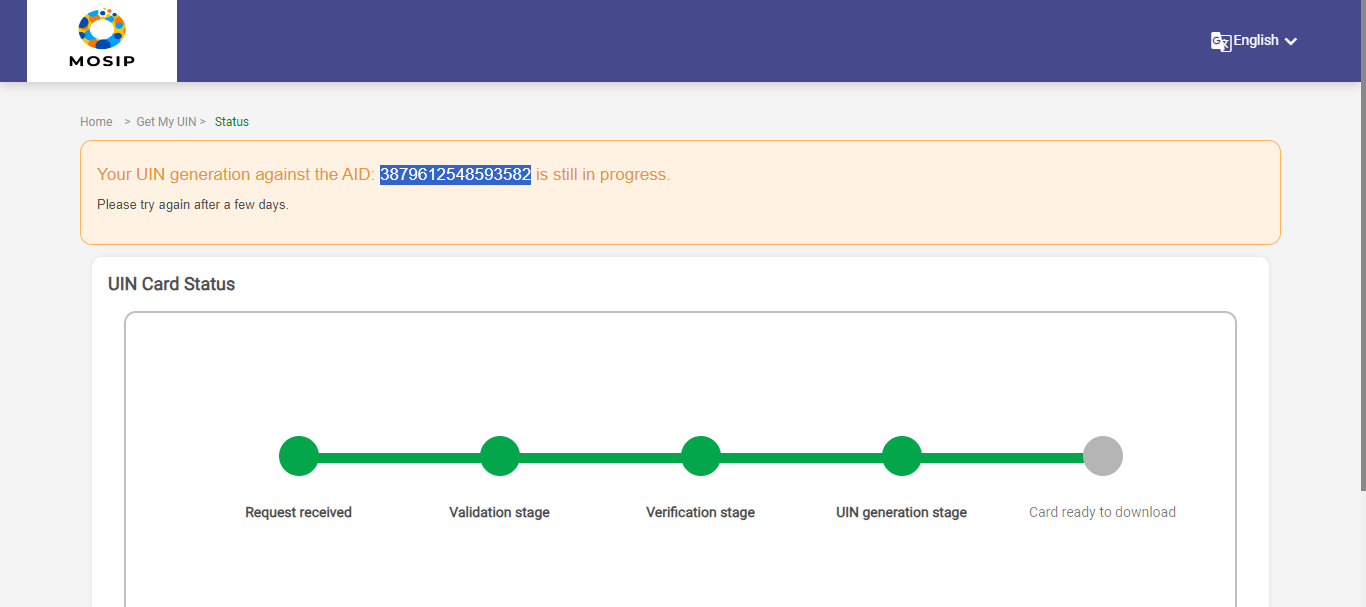 MOSIP
English
Home > Get My UIN > Status
Your UIN generation against the AID: 3879612548593582 is still in progress.
Please try again after a few days.
UIN Card Status
Request received
Validation stage
Verification stage
UIN generation stage
Card ready to download